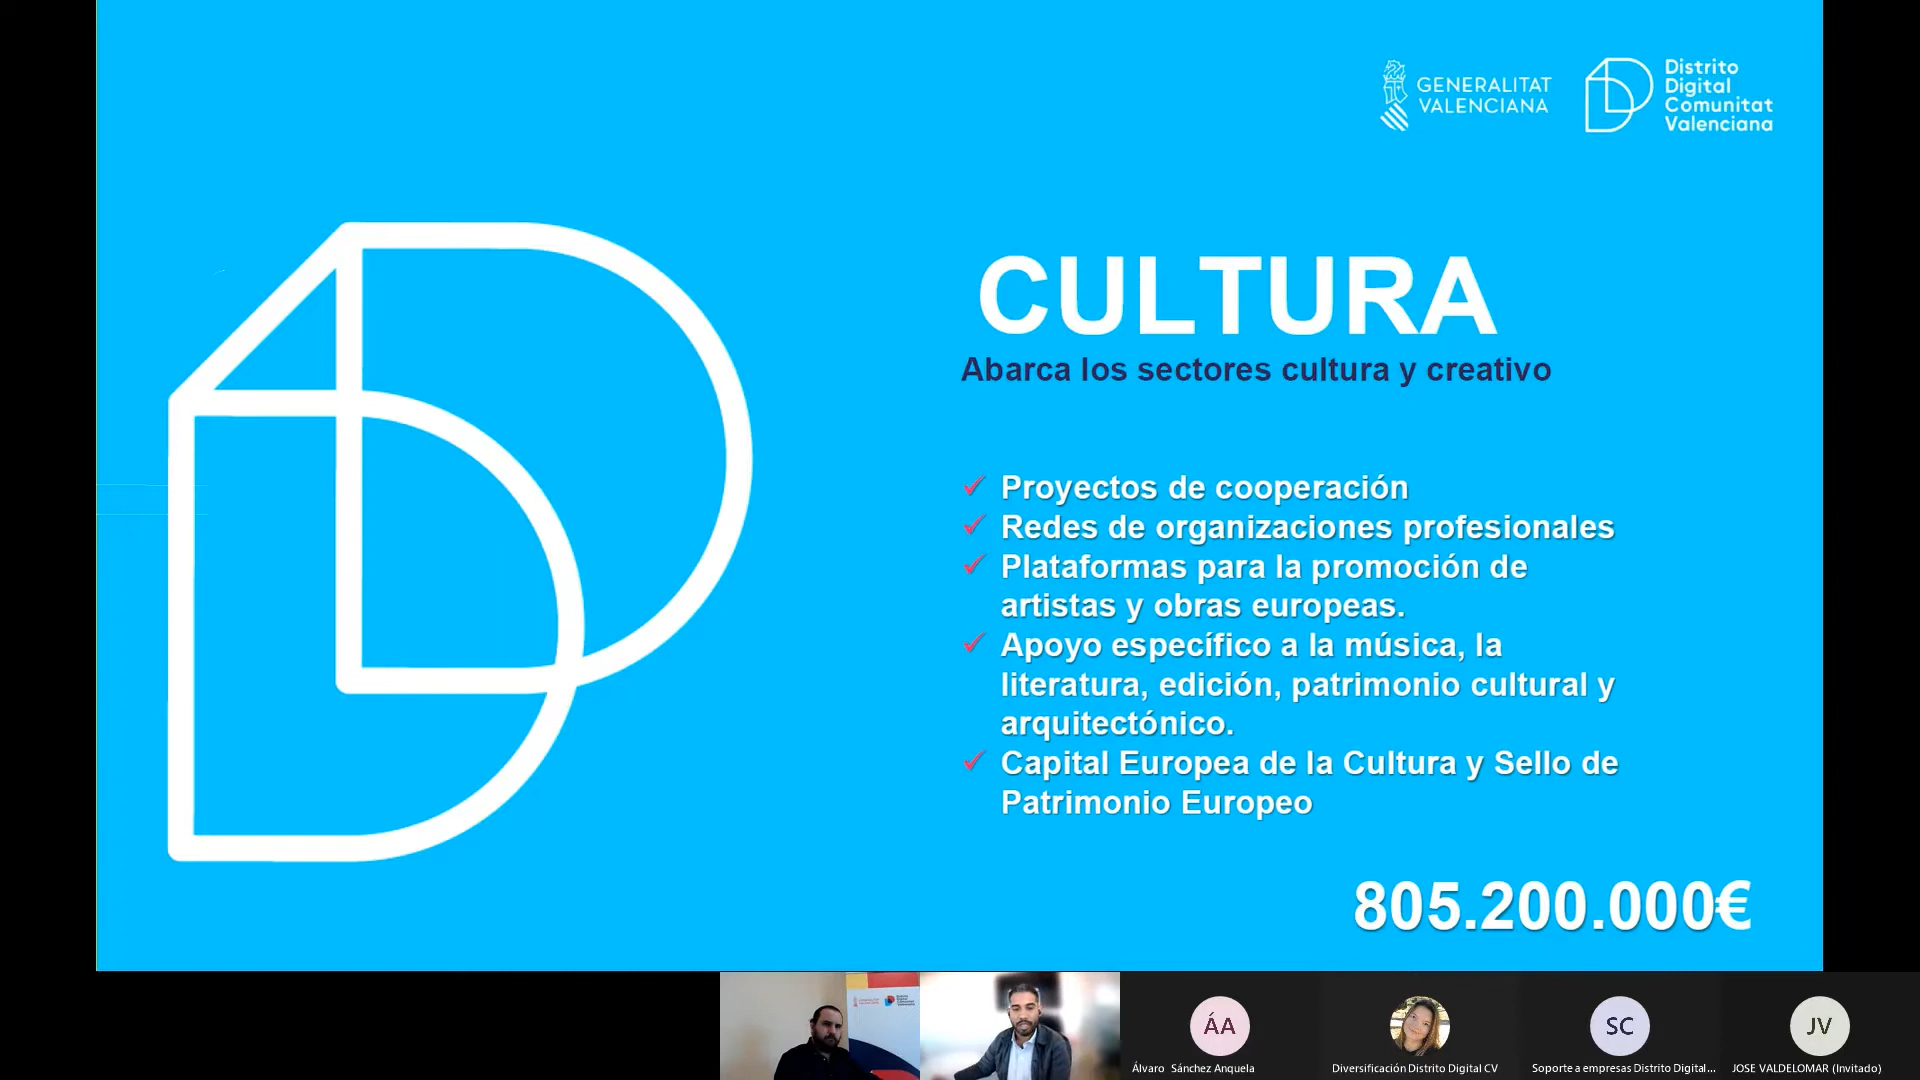 GENERALITAT
VALENCIANA
Distrito
Digital
Comunitat
Valenciana
CULTURA
Abarca los sectores cultura y creativo
Proyectos de cooperación
Redes de organizaciones profesionales
Plataformas para la promoción de
artistas y obras europeas.
Apoyo específico a la música, la
literatura, edición, patrimonio cultural y
arquitectónico.
Capital Europea de la Cultura y Sello de
Patrimonio Europeo
805.200.000€
ÁA
SC
JV
Álvaro Sánchez Anquela
Diversificación Distrito Digital CV
Soporte a empresas Distrito Digital...
JOSE VALDELOMAR (Invitado)